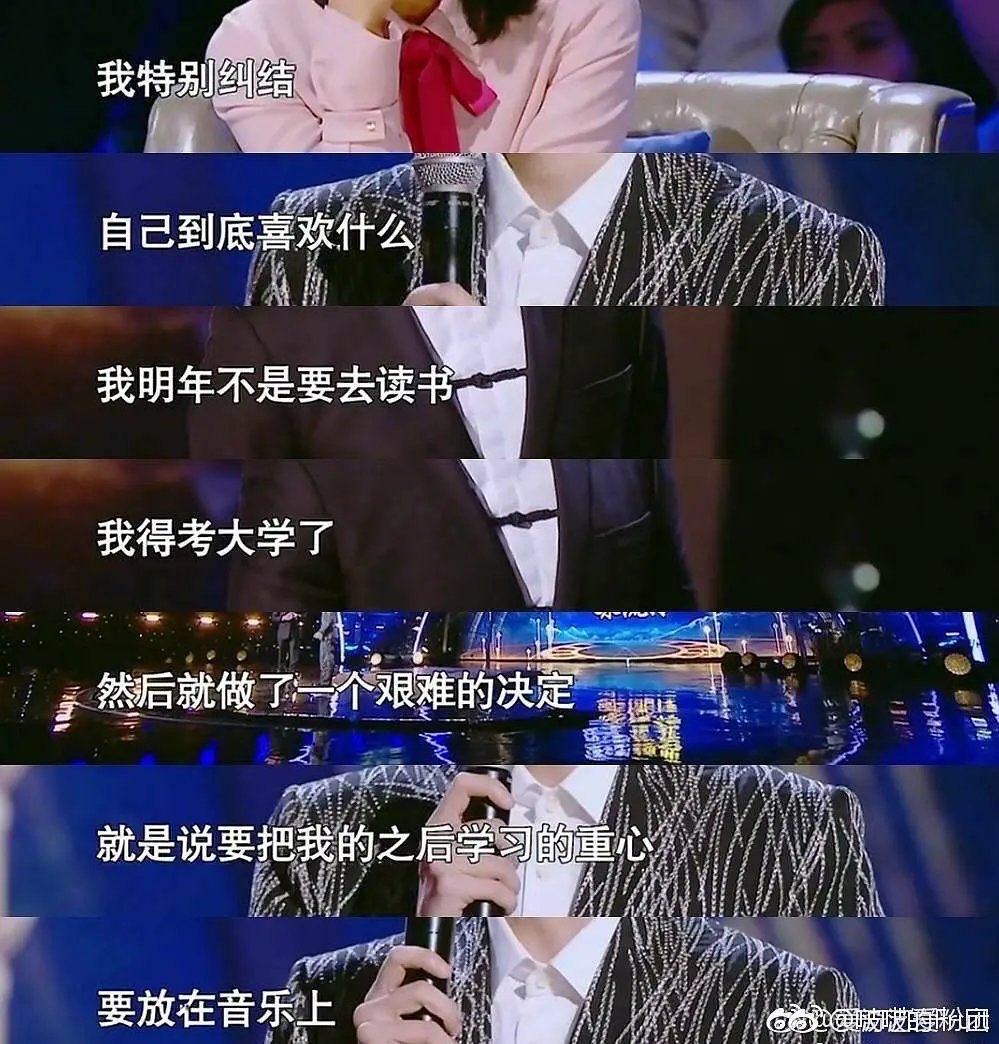 我特别纠结
自己到底喜欢什么
我明年不是要去读书
我得考大学了
然后就做了一个艰难的决定
就是说要把我的之后学习的重心
要放在音乐上